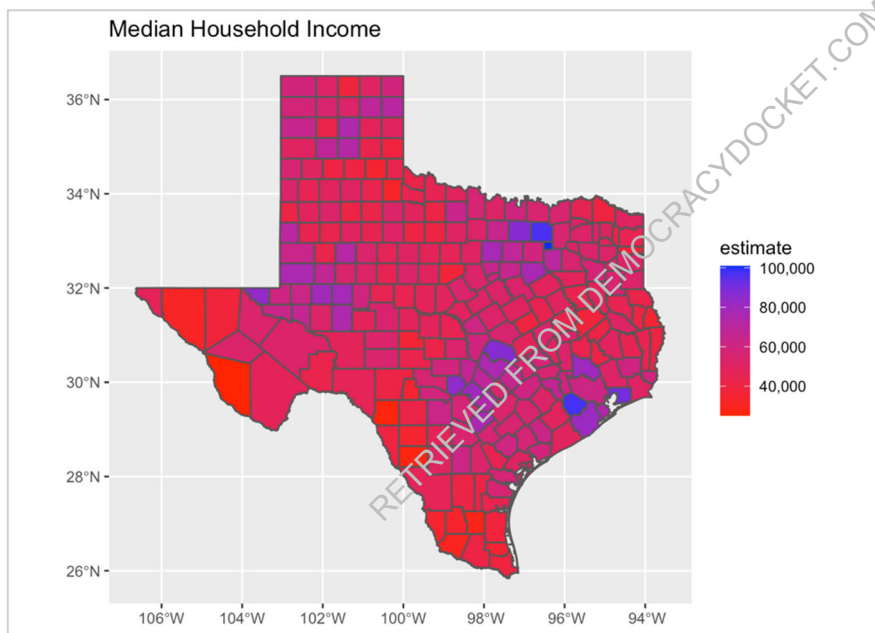 Median Household Income
36°N
34°N
32°N
30°N
28°N
26°N
106°W 104°W 102°W 100°W 98°W 96°W 94°W
estimate
100,000
80,000
60,000
40,000
RETRIEVED FROM DEMOCRACYDOCKET.COM